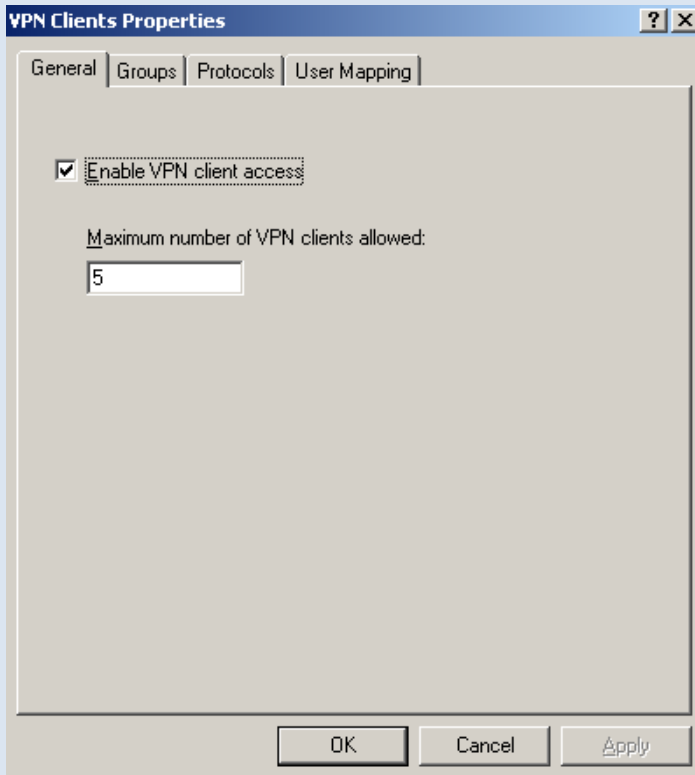 VPN Clients Properties
General Groups Protocols User Mapping
Enable VPN client access
Maximum number of VPN clients allowed:
5
OK Cancel Apply